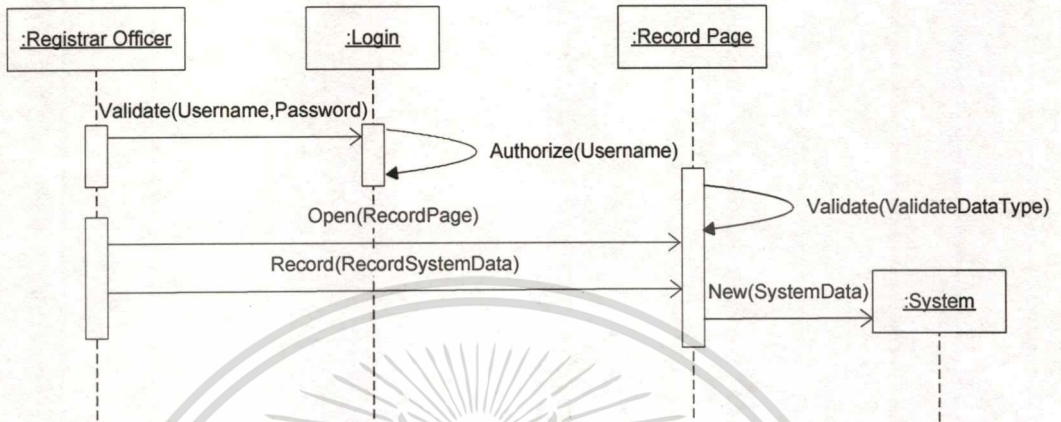 :Registrar Officer
:Login
:Record Page
Validate(Username,Password)
Authorize(Username)
Validate(ValidateDataType)
Open(RecordPage)
Record(RecordSystemData)
New(SystemData)
:System